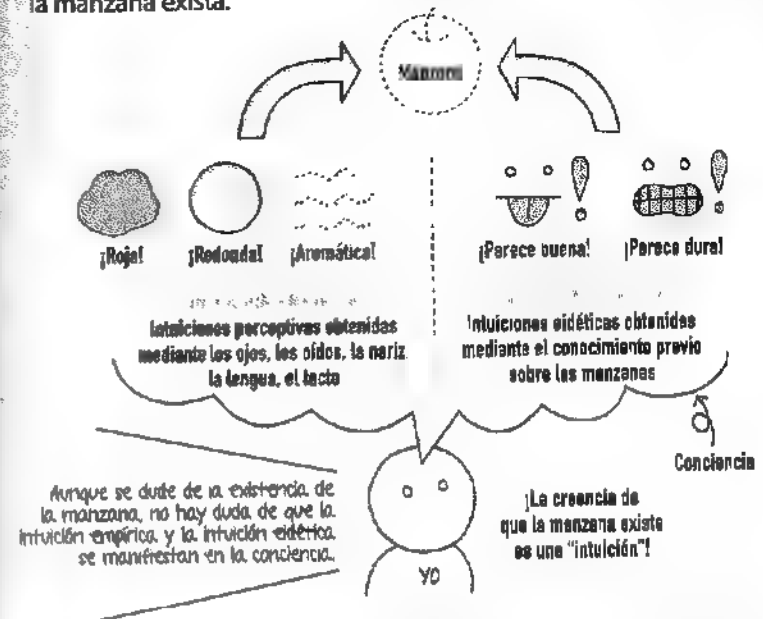 la manzana exista.
Manzana
¡Roja!
¡Redonda!
¡Aromática!
¡Parece buena!
¡Parece dura!
Intuiciones perceptivas obtenidas
mediante los ojos, los oídos, la nariz,
la lengua, el tacto
Intuiciones eidéticas obtenidas
mediante el conocimiento previo
sobre las manzanas
Conciencia
Aunque se dude de la existencia de
la manzana, no hay duda de que la
intuición empírica y la intuición eidética
se manifiestan en la conciencia.
¡La creencia de
que la manzana existe
es una "intuición"!
YO